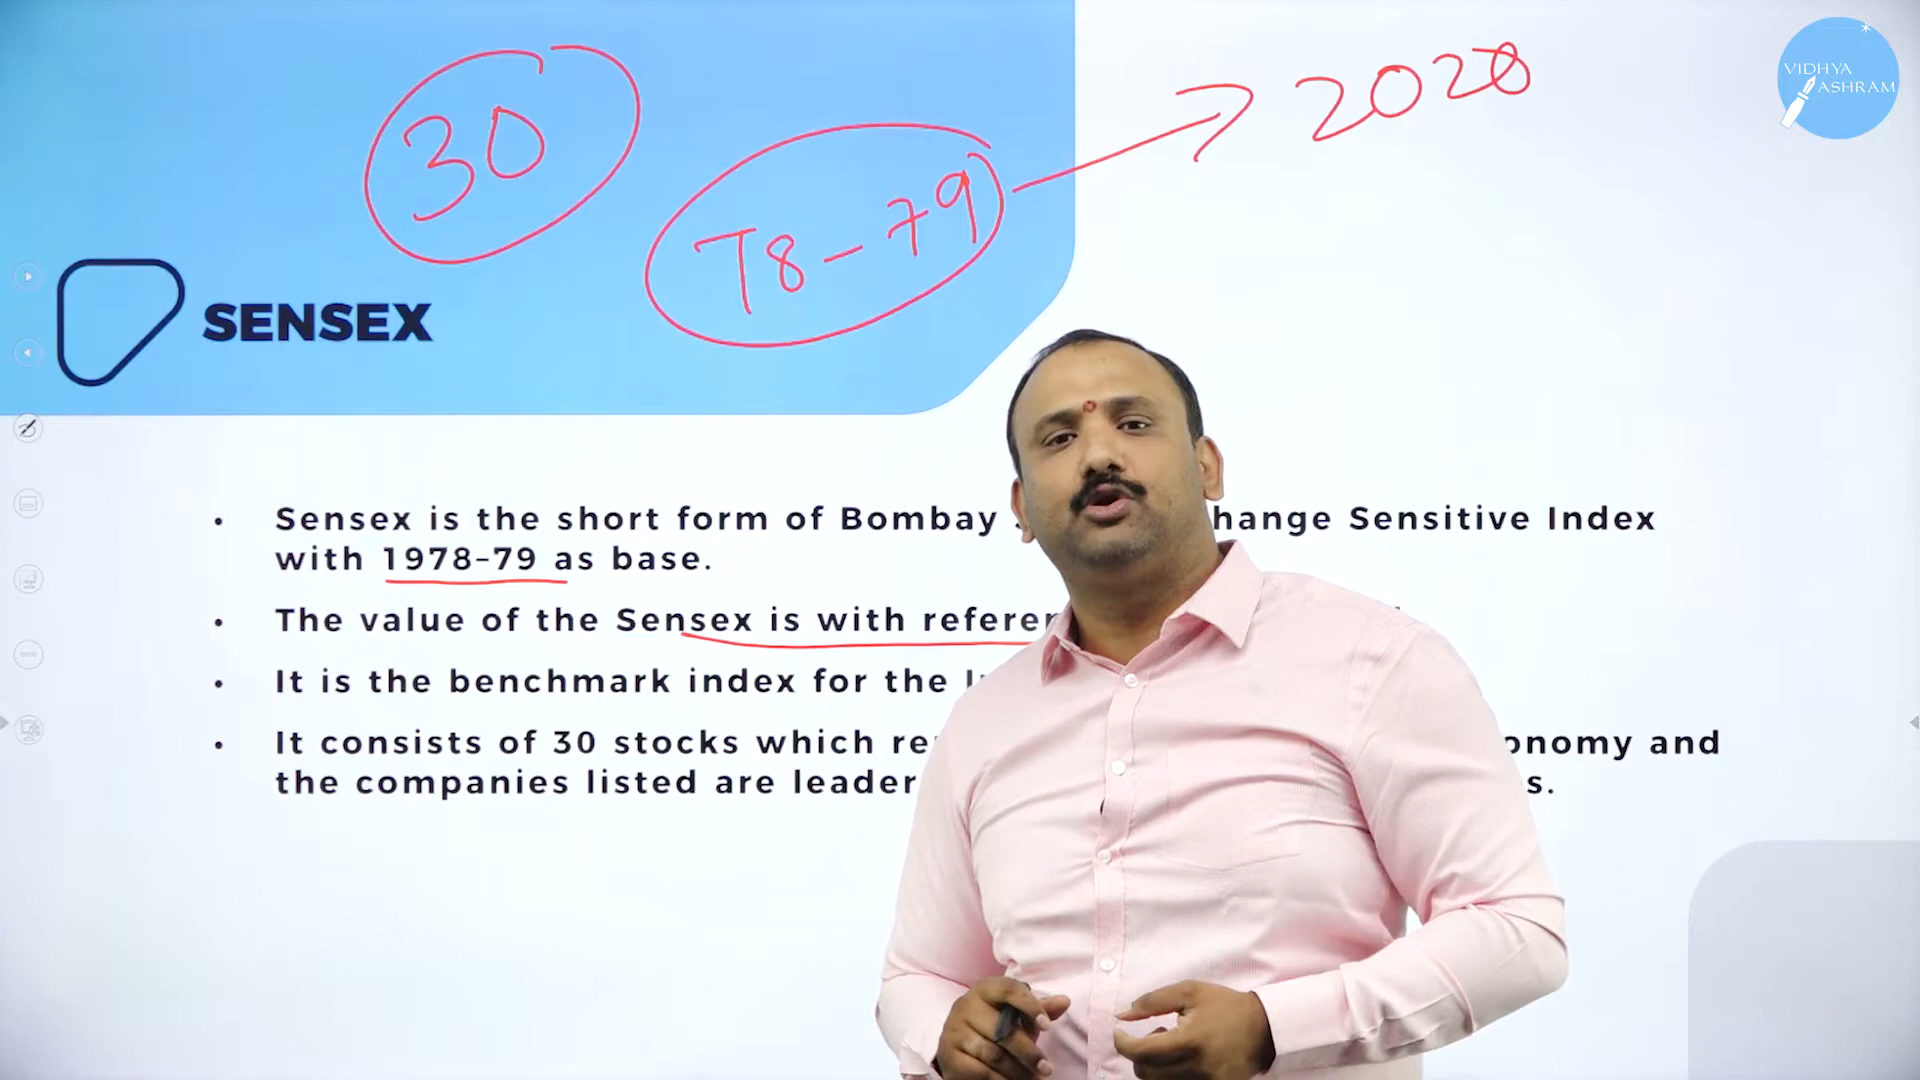 30
78-79
2020
VIDHYA
ASHRAM
SENSEX
• Sensex is the short form of Bombay hange Sensitive Index
with 1978-79 as base.
• The value of the Sensex is with
• It is the benchmark index for the
• It consists of 30 stocks which onomy and
the companies listed are leader s.